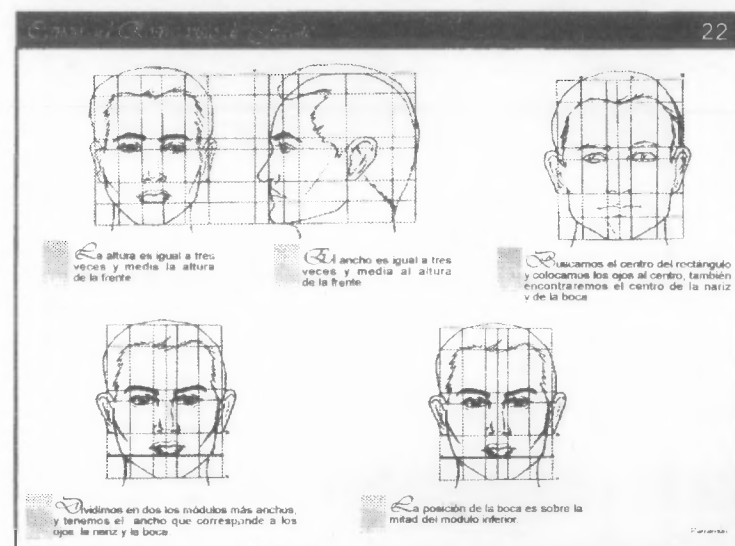 22
La altura es igual a tres
veces y media la altura
de la frente
El ancho es igual a tres
veces y media al altura
de la frente
Buscamos el centro del rectángulo
y colocamos los ojos al centro, también
encontraremos el centro de la nariz
y de la boca
Dividimos en dos los módulos más anchos,
y tenemos el ancho que corresponde a los
ojos la nariz y la boca
La posición de la boca es sobre la
mitad del modulo inferior.